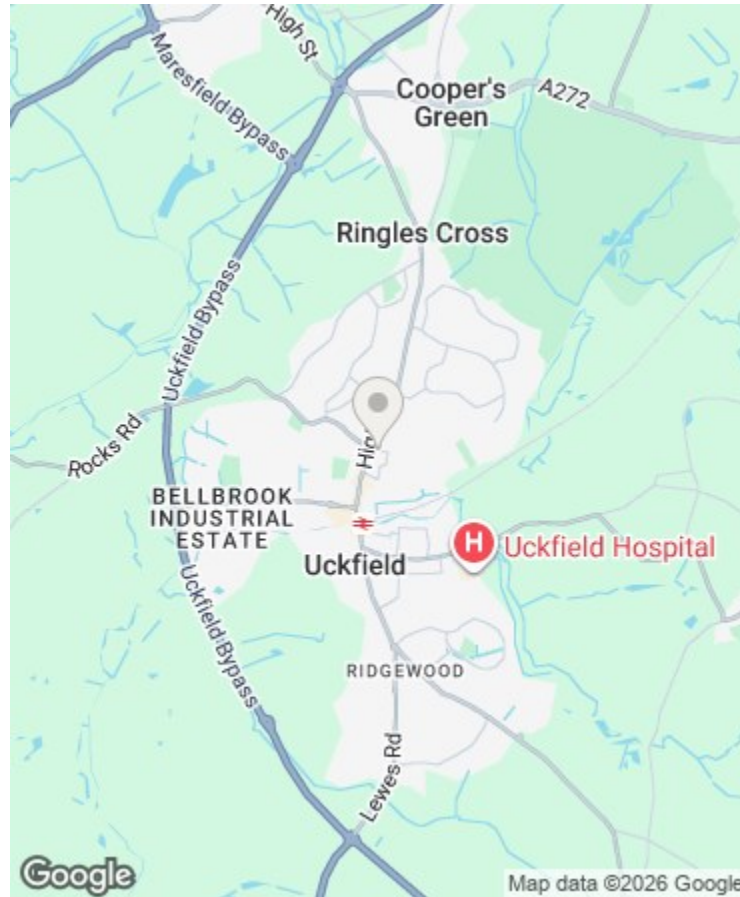 High St
Maresfield Bypass
Cooper's
Green
A272
Ringles Cross
Uckfield Bypass
Rocks Rd
BELLBROOK
INDUSTRIAL
ESTATE
H
Uckfield Hospital
Uckfield
Uckfield Bypass
RIDGEWOOD
Lewes Rd
Google
Map data ©2026 Google